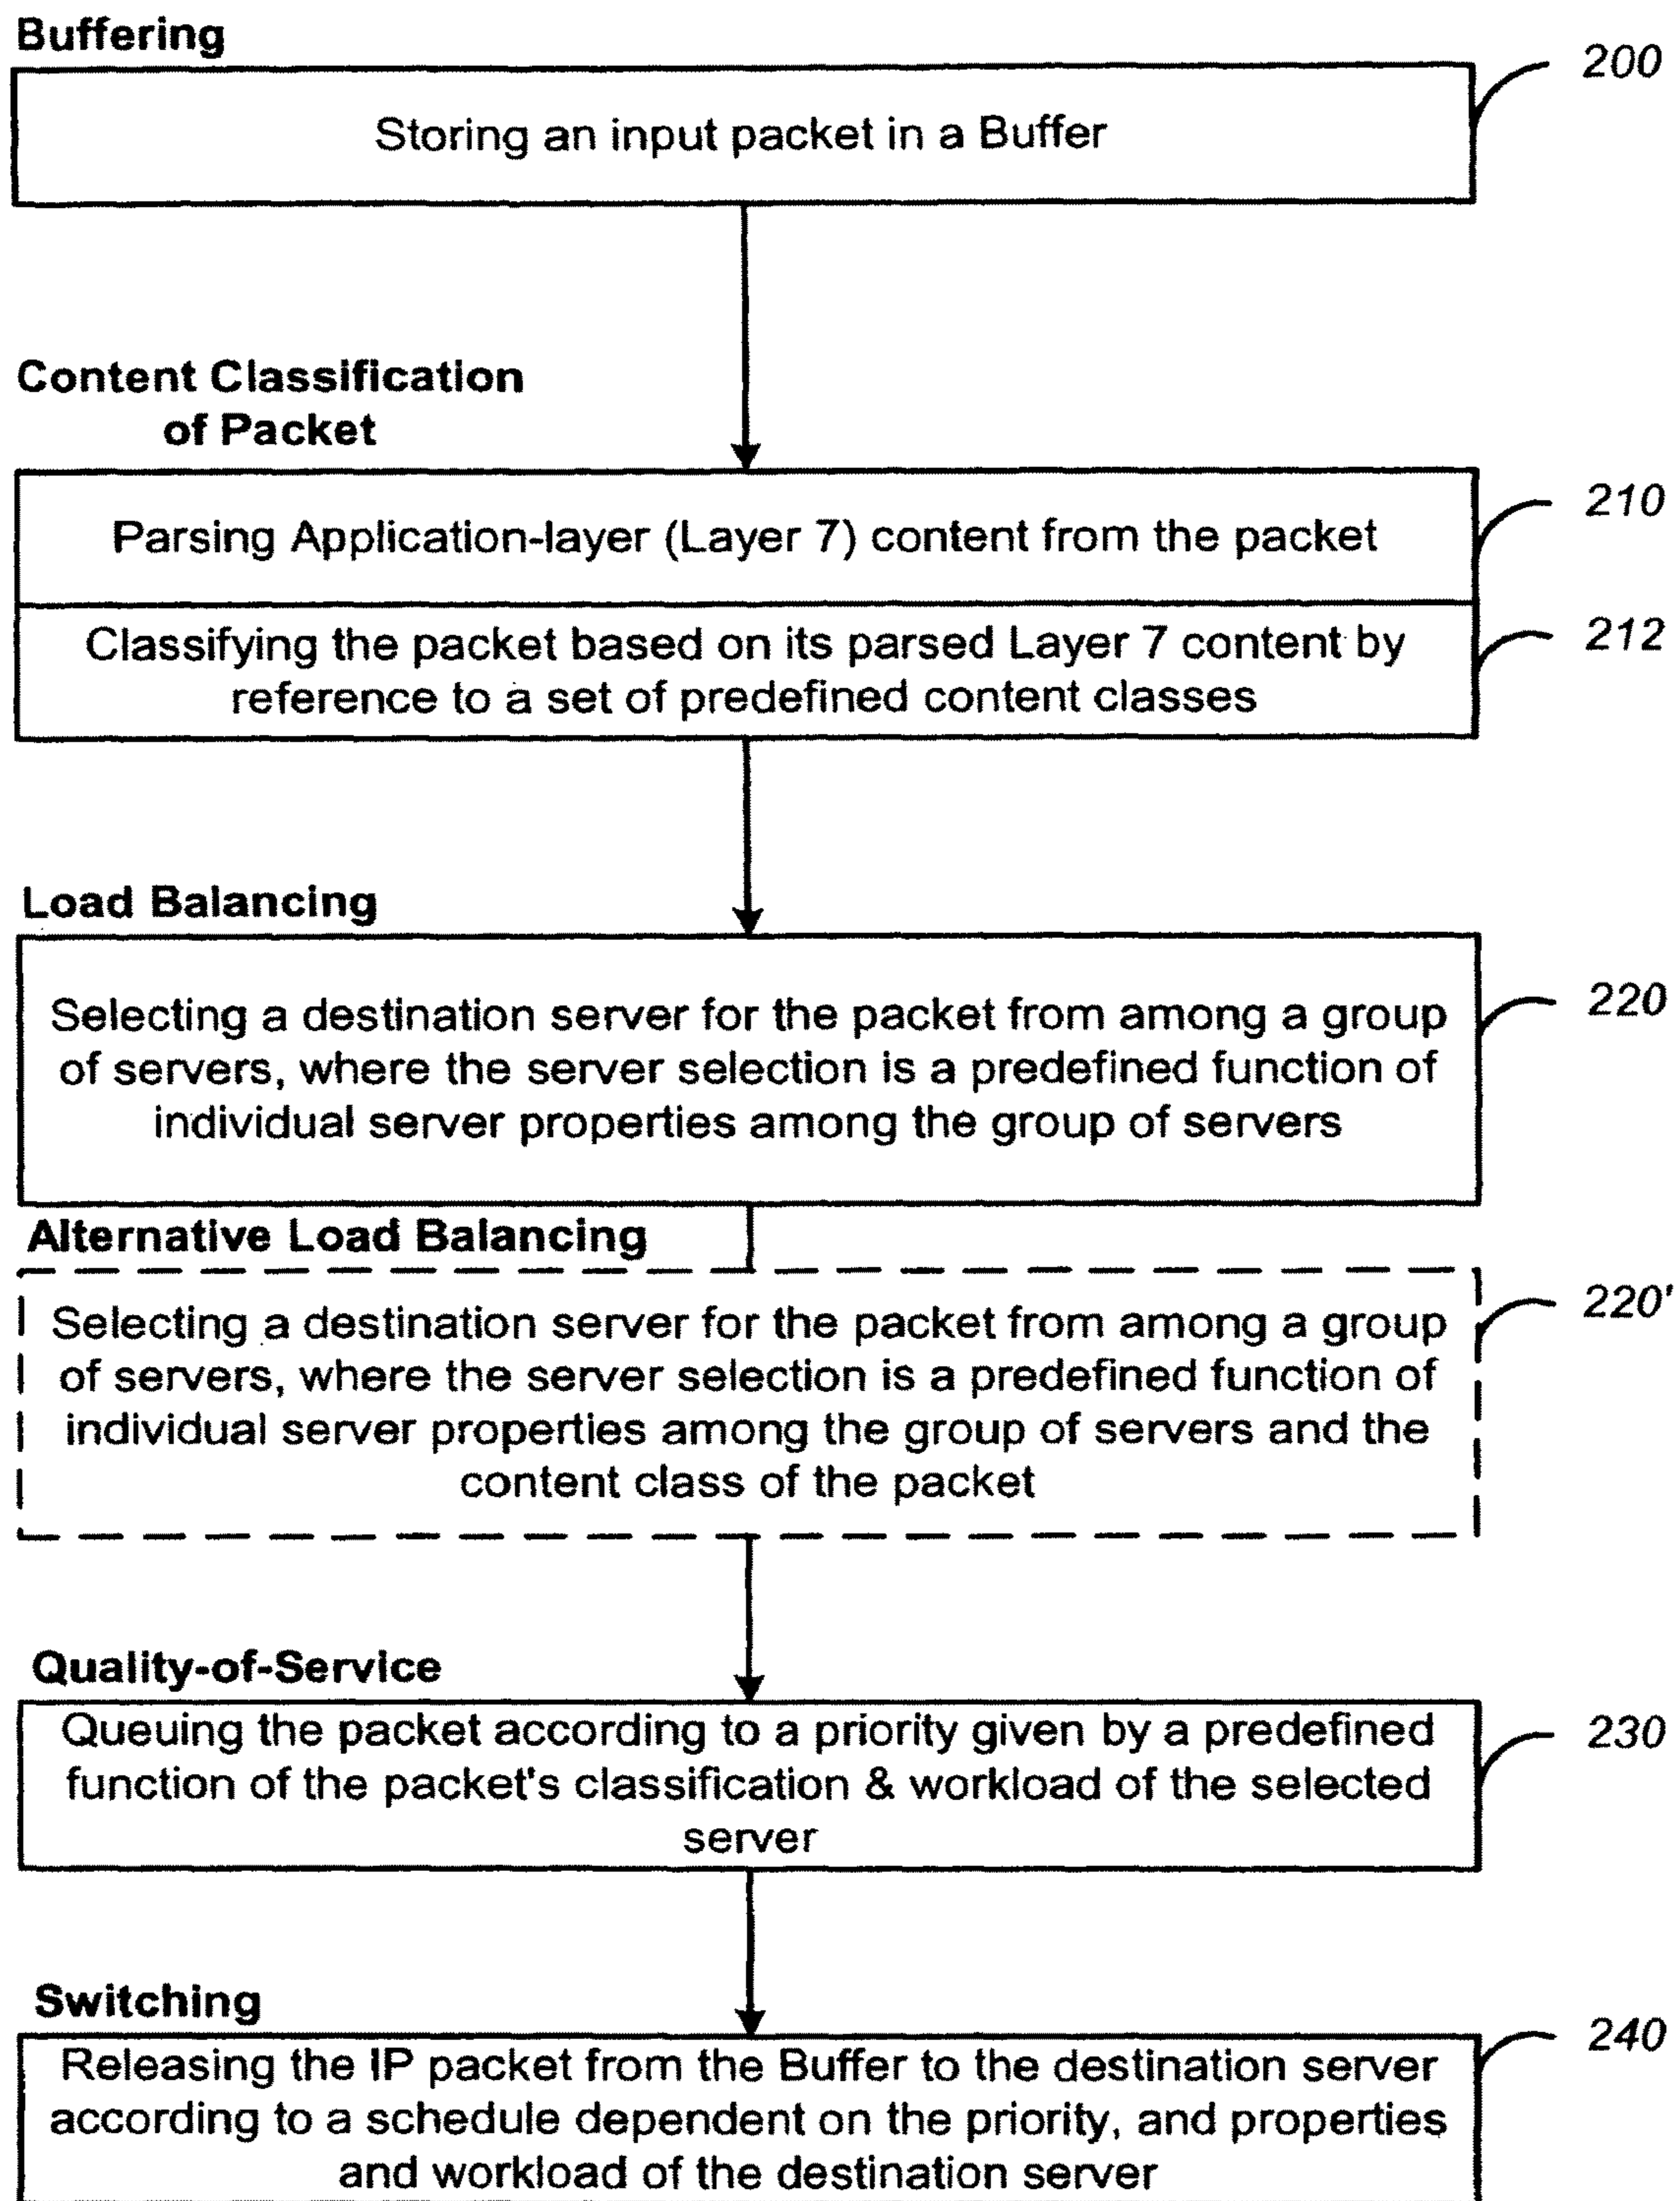 Buffering
200
Storing an input packet in a Buffer
Content Classification
of Packet
210
Parsing Application-layer (Layer 7) content from the packet
212
Classifying the packet based on its parsed Layer 7 content by
reference to a set of predefined content classes
Load Balancing
220
Selecting a destination server for the packet from among a group
of servers, where the server selection is a predefined function of
individual server properties among the group of servers
Alternative Load Balancing
220'
Selecting a destination server for the packet from among a group
of servers, where the server selection is a predefined function of
individual server properties among the group of servers and the
content class of the packet
Quality-of-Service
230
Queuing the packet according to a priority given by a predefined
function of the packet's classification & workload of the selected
server
Switching
240
Releasing the IP packet from the Buffer to the destination server
according to a schedule dependent on the priority, and properties
and workload of the destination server